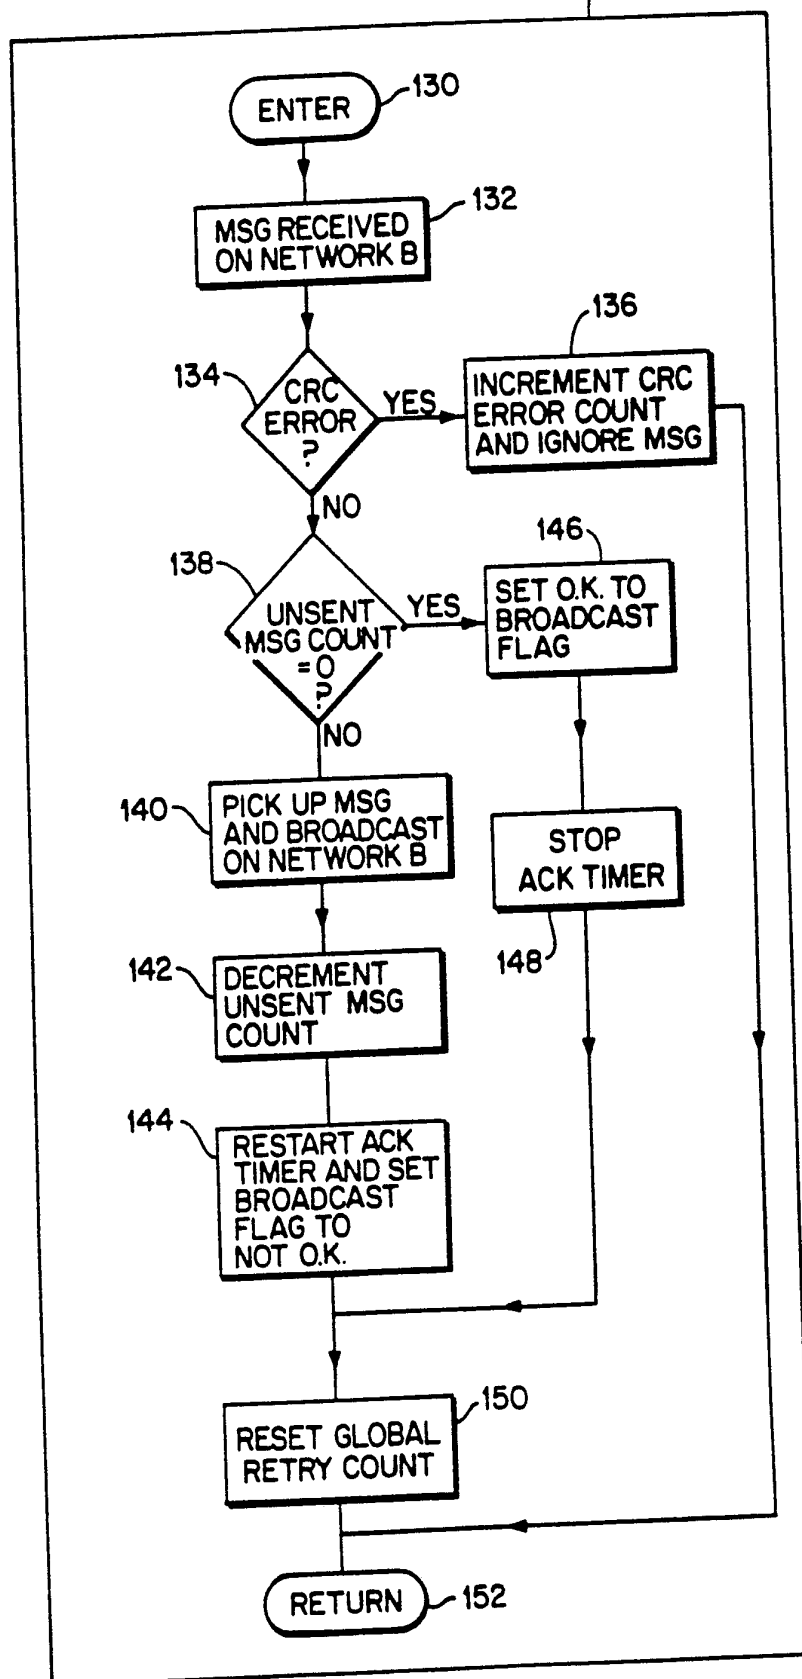 ENTER
130
MSG RECEIVED
ON NETWORK B
132
134
CRC
ERROR
?
YES
136
INCREMENT CRC
ERROR COUNT
AND IGNORE MSG
NO
138
UNSENT
MSG COUNT
=0
?
YES
146
SET O.K. TO
BROADCAST
FLAG
NO
140
PICK UP MSG
AND BROADCAST
ON NETWORK B
STOP
ACK TIMER
148
142
DECREMENT
UNSENT MSG
COUNT
144
RESTART ACK
TIMER AND SET
BROADCAST
FLAG TO
NOT O.K.
150
RESET GLOBAL
RETRY COUNT
RETURN
152